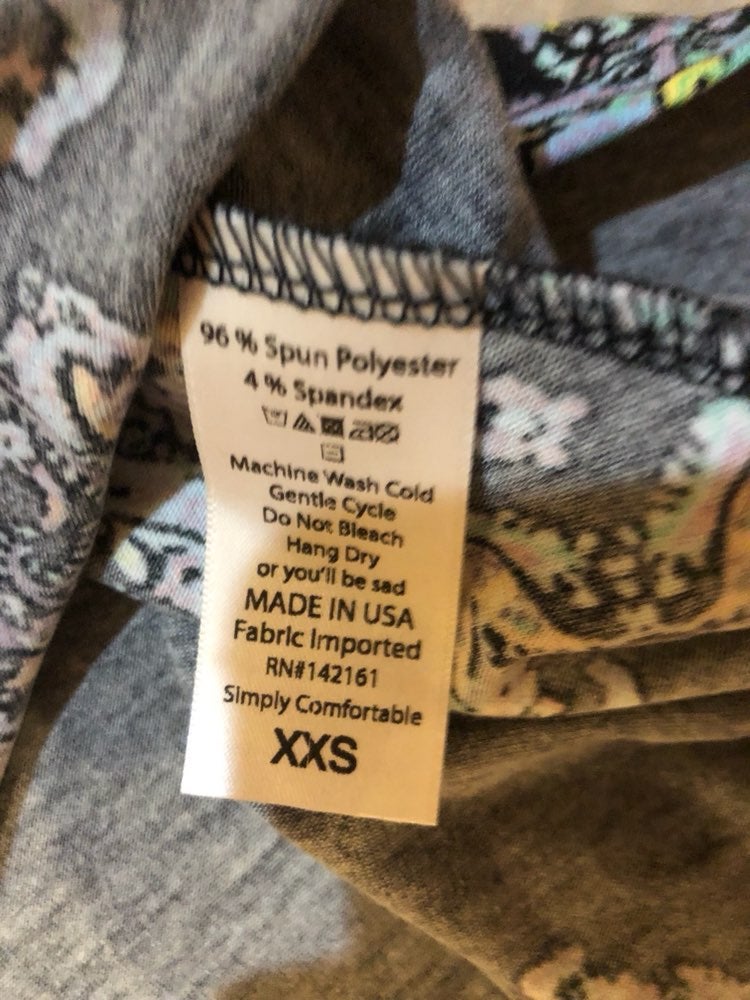 96 % Spun Polyester
4 % Spandex
Machine Wash Cold
Gentle Cycle
Do Not Bleach
Hang Dry
or you'll be sad
MADE IN USA
Fabric Imported
RN#142161
Simply Comfortable
XXS